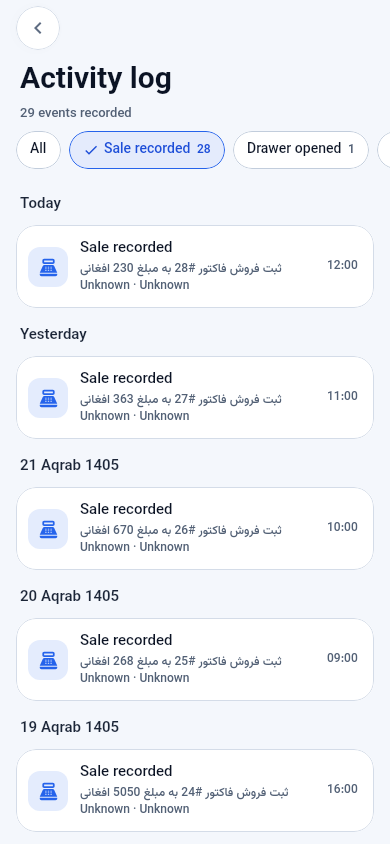 Activity log
29 events recorded
All
Sale recorded 28
Drawer opened 1
Today
Sale recorded
ثبت فروش فاکتور #28 به مبلغ 230 افغانی
Unknown · Unknown
12:00
Yesterday
Sale recorded
ثبت فروش فاکتور #27 به مبلغ 363 افغانی
Unknown · Unknown
11:00
21 Aqrab 1405
Sale recorded
ثبت فروش فاکتور #26 به مبلغ 670 افغانی
Unknown · Unknown
10:00
20 Aqrab 1405
Sale recorded
ثبت فروش فاکتور #25 به مبلغ 268 افغانی
Unknown · Unknown
09:00
19 Aqrab 1405
Sale recorded
ثبت فروش فاکتور #24 به مبلغ 5050 افغانی
Unknown · Unknown
16:00